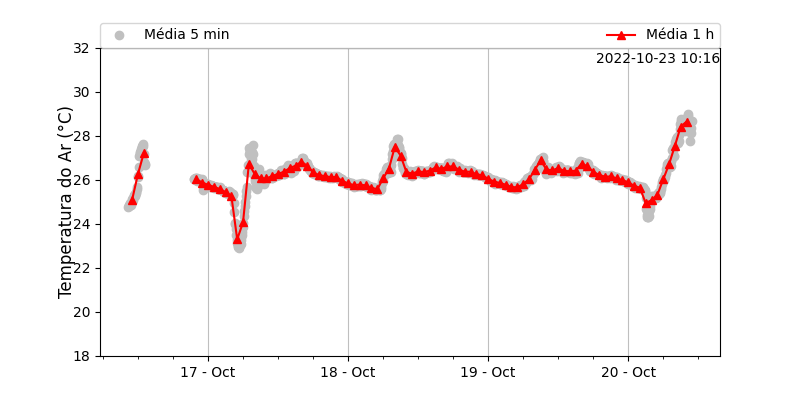 Média 5 min
Média 1 h
2022-10-23 10:16
Temperatura do Ar (°C)
32
30
28
26
24
22
20
18
17 - Oct
18 - Oct
19 - Oct
20 - Oct